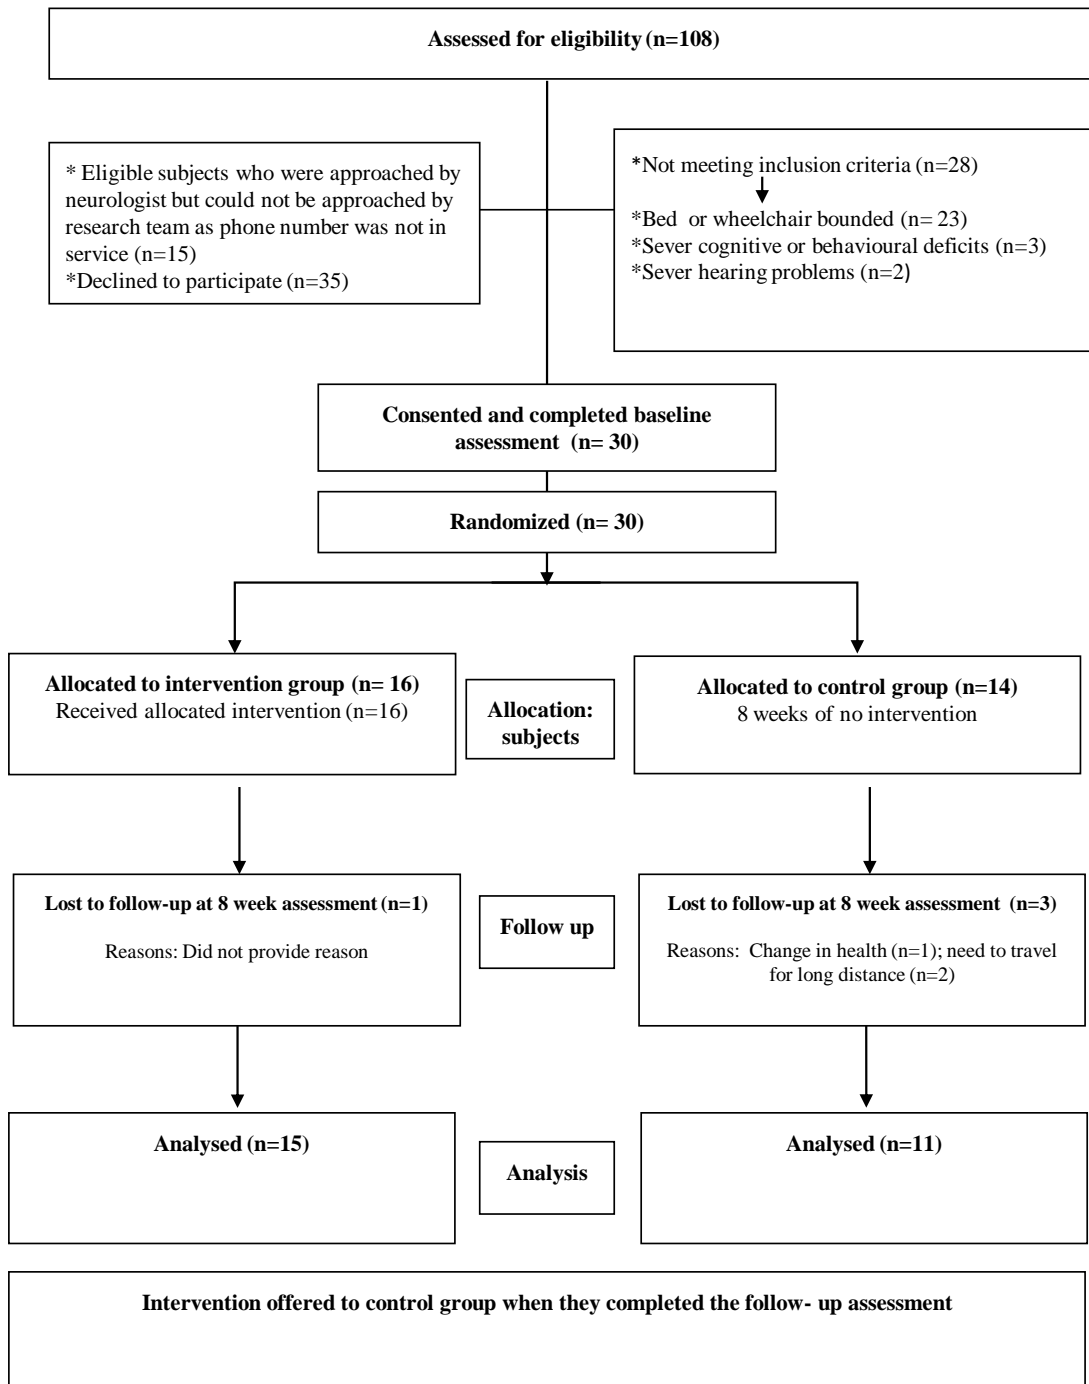 Assessed for eligibility (n=108)
* Eligible subjects who were approached by
neurologist but could not be approached by
research team as phone number was not in
service (n=15)
*Declined to participate (n=35)
*Not meeting inclusion criteria (n=28)
*Bed or wheelchair bounded (n= 23)
*Sever cognitive or behavioural deficits (n=3)
*Sever hearing problems (n=2)
Consented and completed baseline
assessment (n= 30)
Randomized (n= 30)
Allocated to intervention group (n= 16)
Received allocated intervention (n=16)
Allocation:
subjects
Allocated to control group (n=14)
8 weeks of no intervention
Lost to follow-up at 8 week assessment (n=1)
Reasons: Did not provide reason
Follow up
Lost to follow-up at 8 week assessment (n=3)
Reasons: Change in health (n=1); need to travel
for long distance (n=2)
Analysed (n=15)
Analysis
Analysed (n=11)
Intervention offered to control group when they completed the follow- up assessment